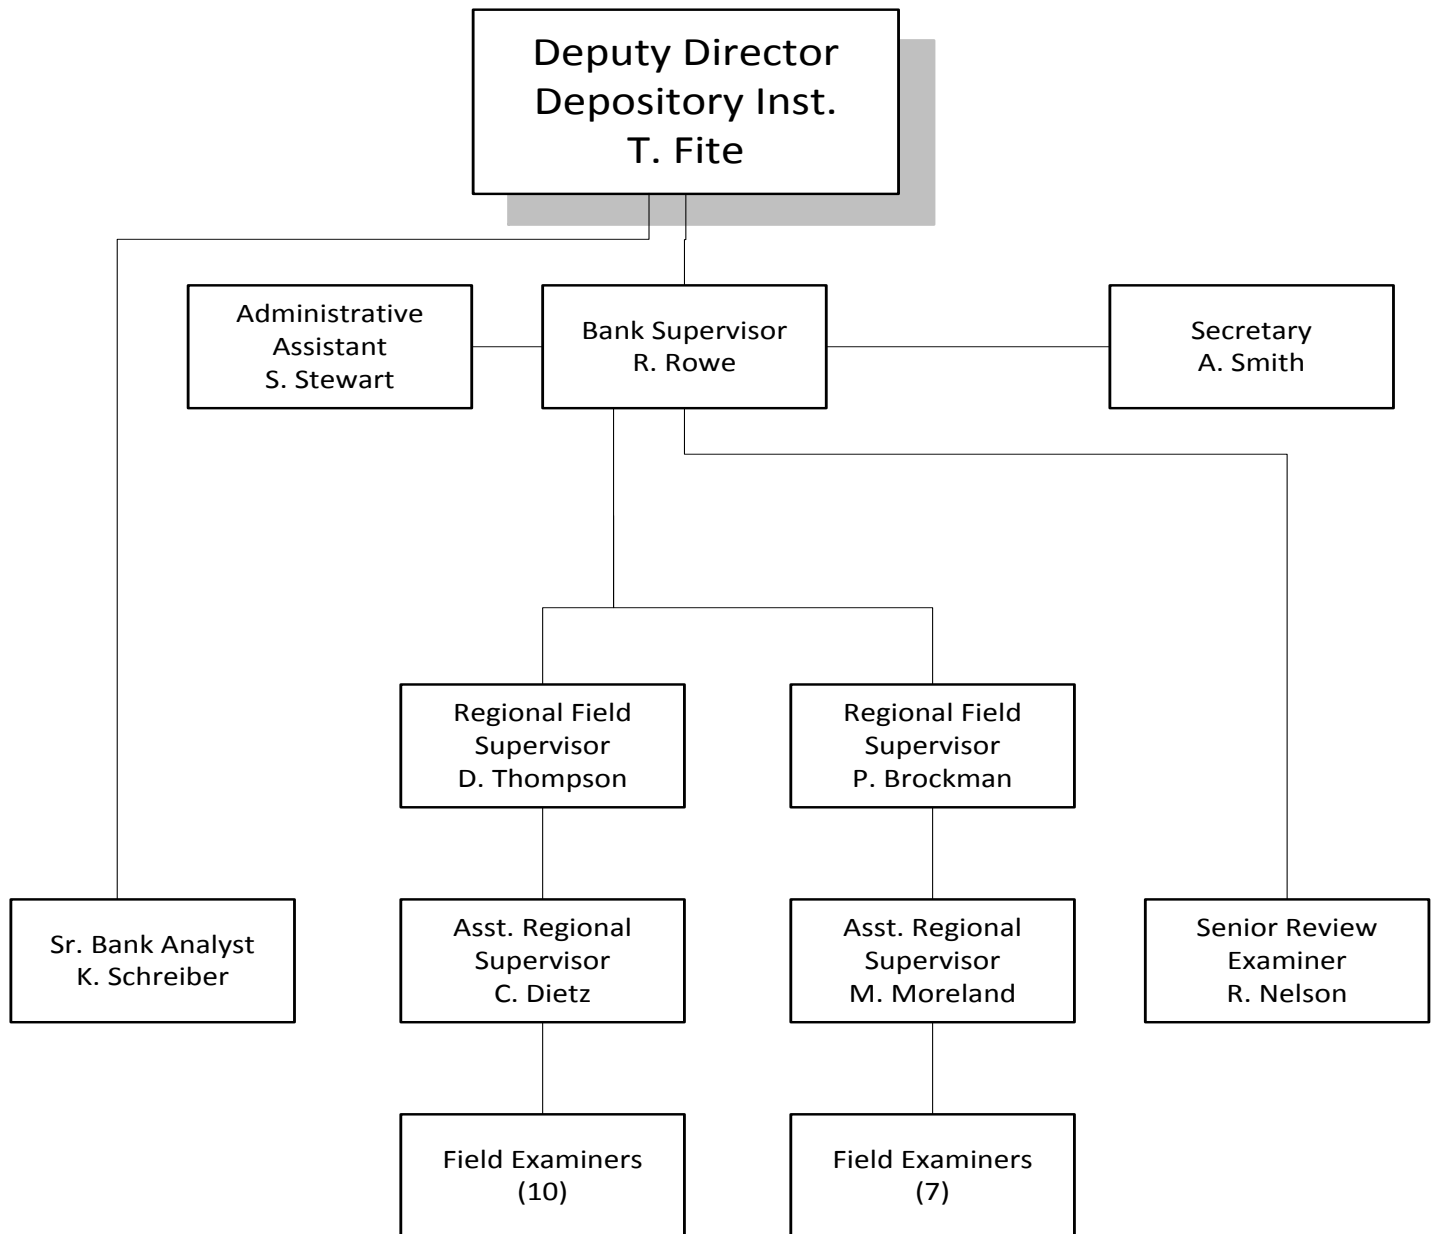 Deputy Director
Depository Inst.
T. Fite
Administrative
Assistant
S. Stewart
Bank Supervisor
R. Rowe
Secretary
A. Smith
Regional Field
Supervisor
D. Thompson
Regional Field
Supervisor
P. Brockman
Sr. Bank Analyst
K. Schreiber
Asst. Regional
Supervisor
C. Dietz
Asst. Regional
Supervisor
M. Moreland
Senior Review
Examiner
R. Nelson
Field Examiners
(10)
Field Examiners
(7)